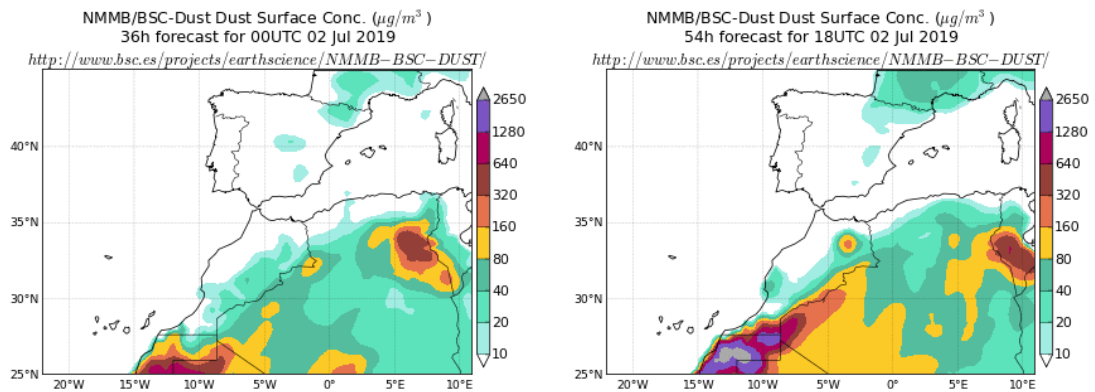 NMMB/BSC-Dust Dust Surface Conc. (μg/m³ )
36h forecast for 00UTC 02 Jul 2019
http://www.bsc.es/projects/earthscience/NMMB−BSC−DUST/
40°N
35°N
30°N
25°N
20°W 15°W 10°W 5°W 0° 5°E 10°E
2650
1280
640
320
160
80
40
20
10
NMMB/BSC-Dust Dust Surface Conc. (μg/m³ )
54h forecast for 18UTC 02 Jul 2019
http://www.bsc.es/projects/earthscience/NMMB−BSC−DUST/
40°N
35°N
30°N
25°N
20°W 15°W 10°W 5°W 0° 5°E 10°E
2650
1280
640
320
160
80
40
20
10